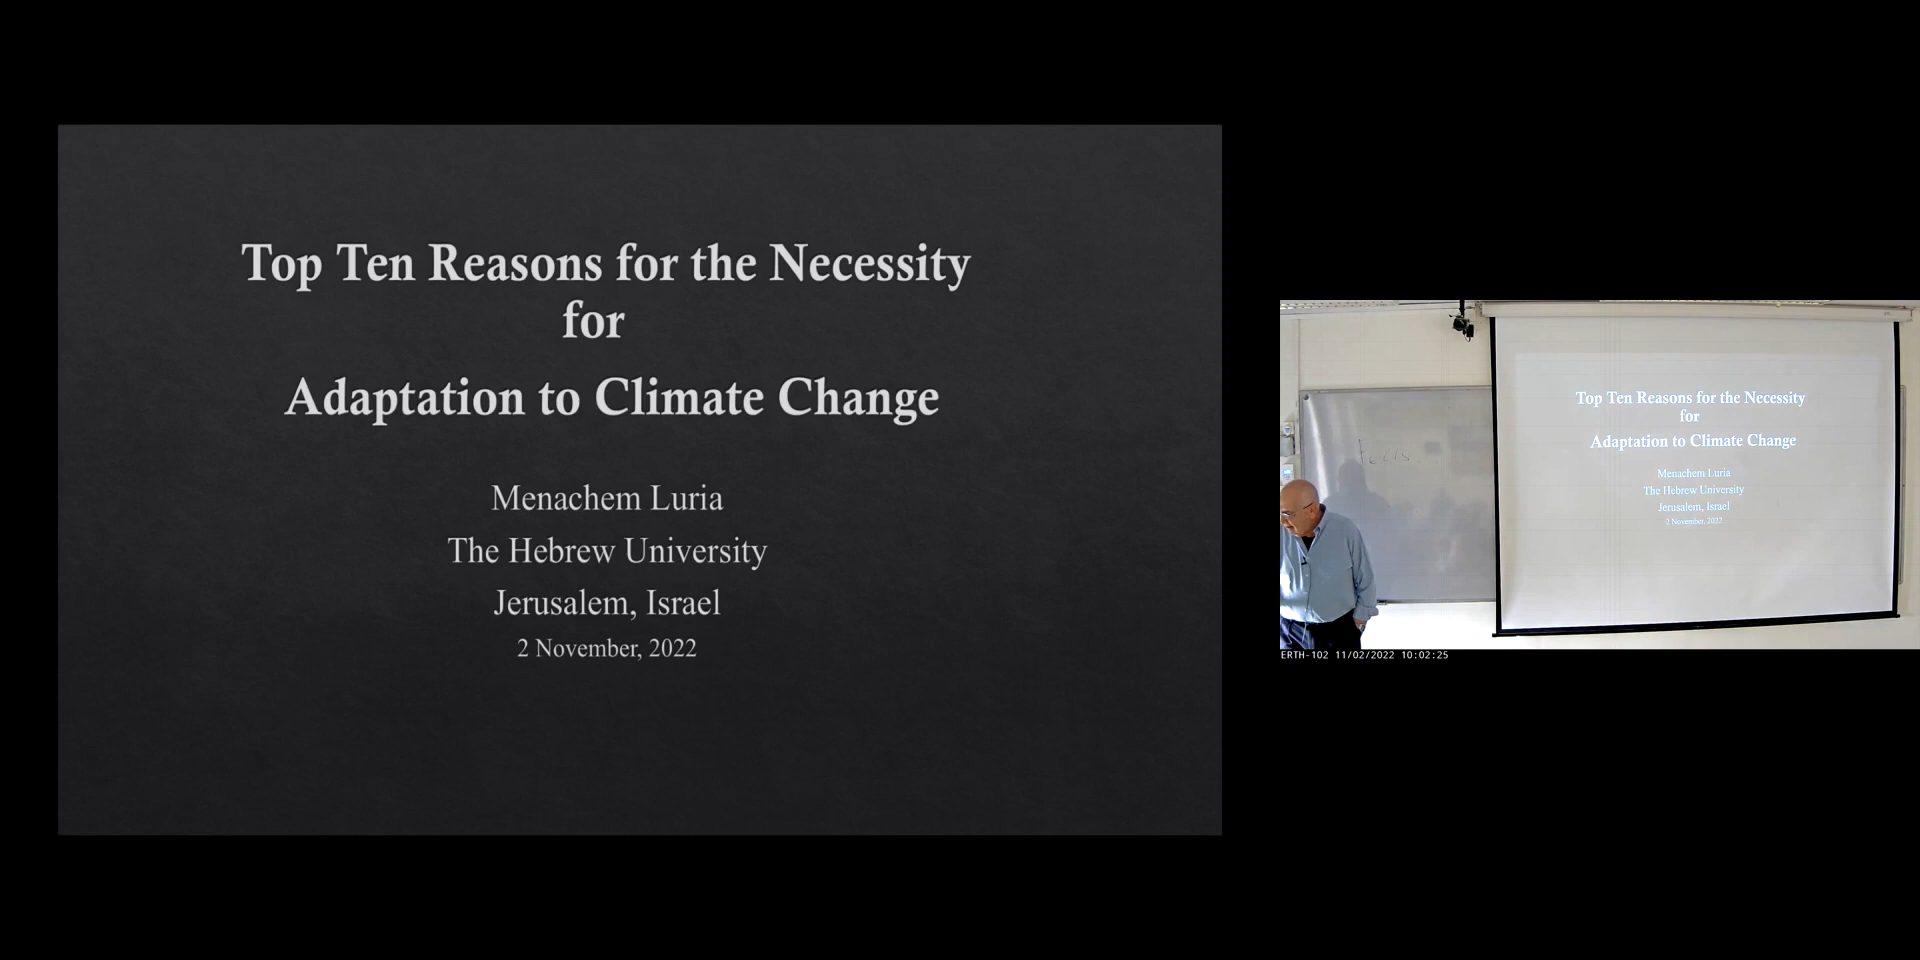 Top Ten Reasons for the Necessity
for
Adaptation to Climate Change
Menachem Luria
The Hebrew University
Jerusalem, Israel
2 November, 2022
Top Ten Reasons for the Necessity
for
Adaptation to Climate Change
Menachem Luria
The Hebrew University
Jerusalem, Israel
2 November, 2022
ERTH-102 11/02/2022 10:02:25